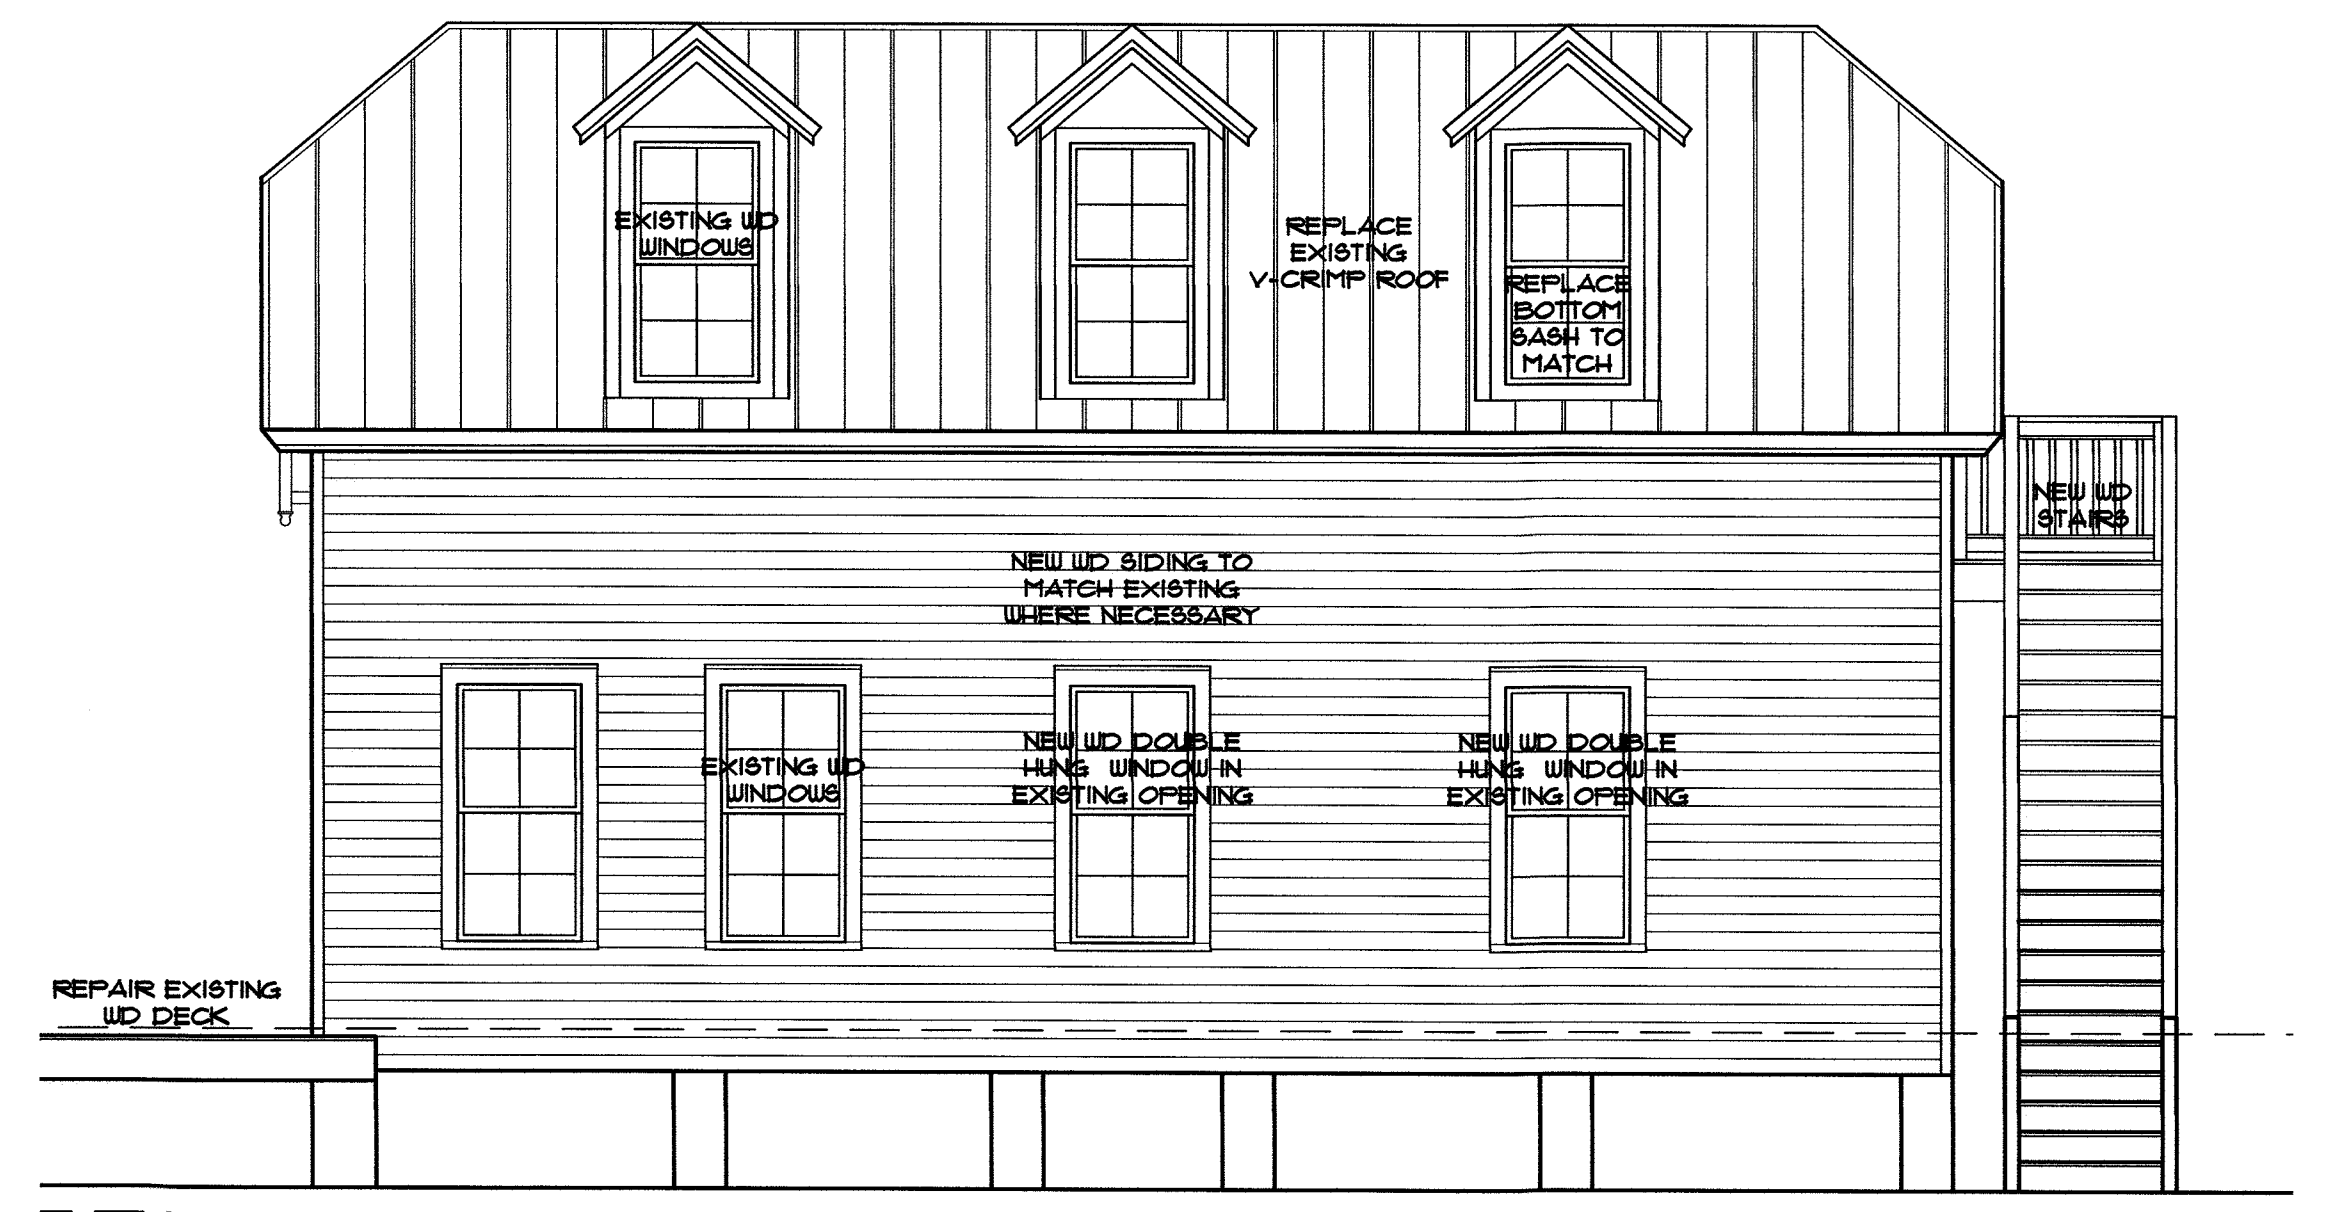 EXISTING WD
WINDOWS
REPLACE
EXISTING
V-CRIMP ROOF
REPLACE
BOTTOM
SASH TO
MATCH
NEW WD
STAIRS
NEW WD SIDING TO
MATCH EXISTING
WHERE NECESSARY
EXISTING WD
WINDOWS
NEW WD DOUBLE
HUNG WINDOW IN
EXISTING OPENING
NEW WD DOUBLE
HUNG WINDOW IN
EXISTING OPENING
REPAIR EXISTING
WD DECK